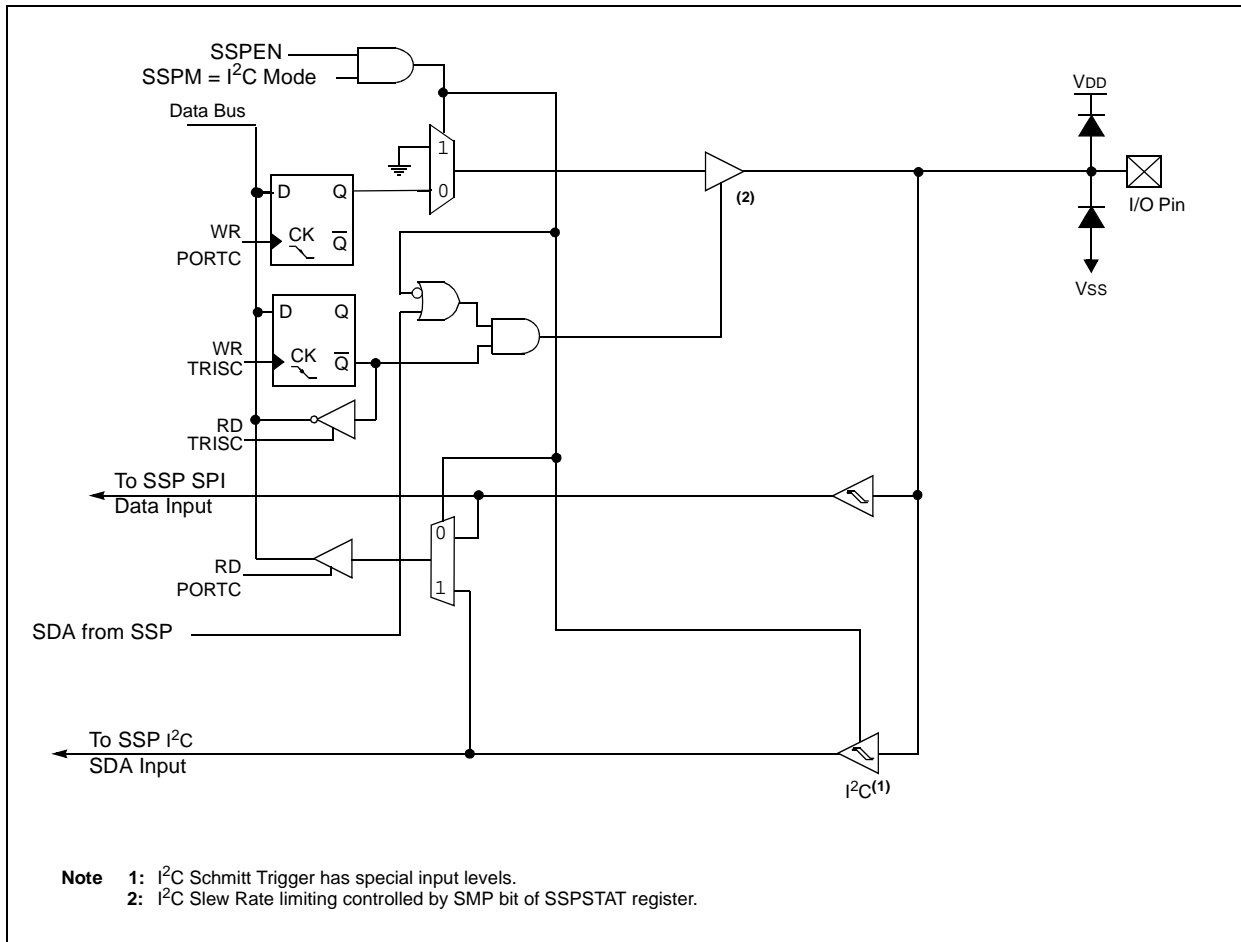 SSPEN
SSPM = I²C Mode
Data Bus
VDD
1
0
D Q
(2)
I/O Pin
WR
PORTC
CK Q̅
VSS
D Q
WR
TRISC
CK Q̅
RD
TRISC
To SSP SPI
Data Input
0
1
RD
PORTC
SDA from SSP
To SSP I²C
SDA Input
I²C(1)
Note 1: I²C Schmitt Trigger has special input levels.
2: I²C Slew Rate limiting controlled by SMP bit of SSPSTAT register.